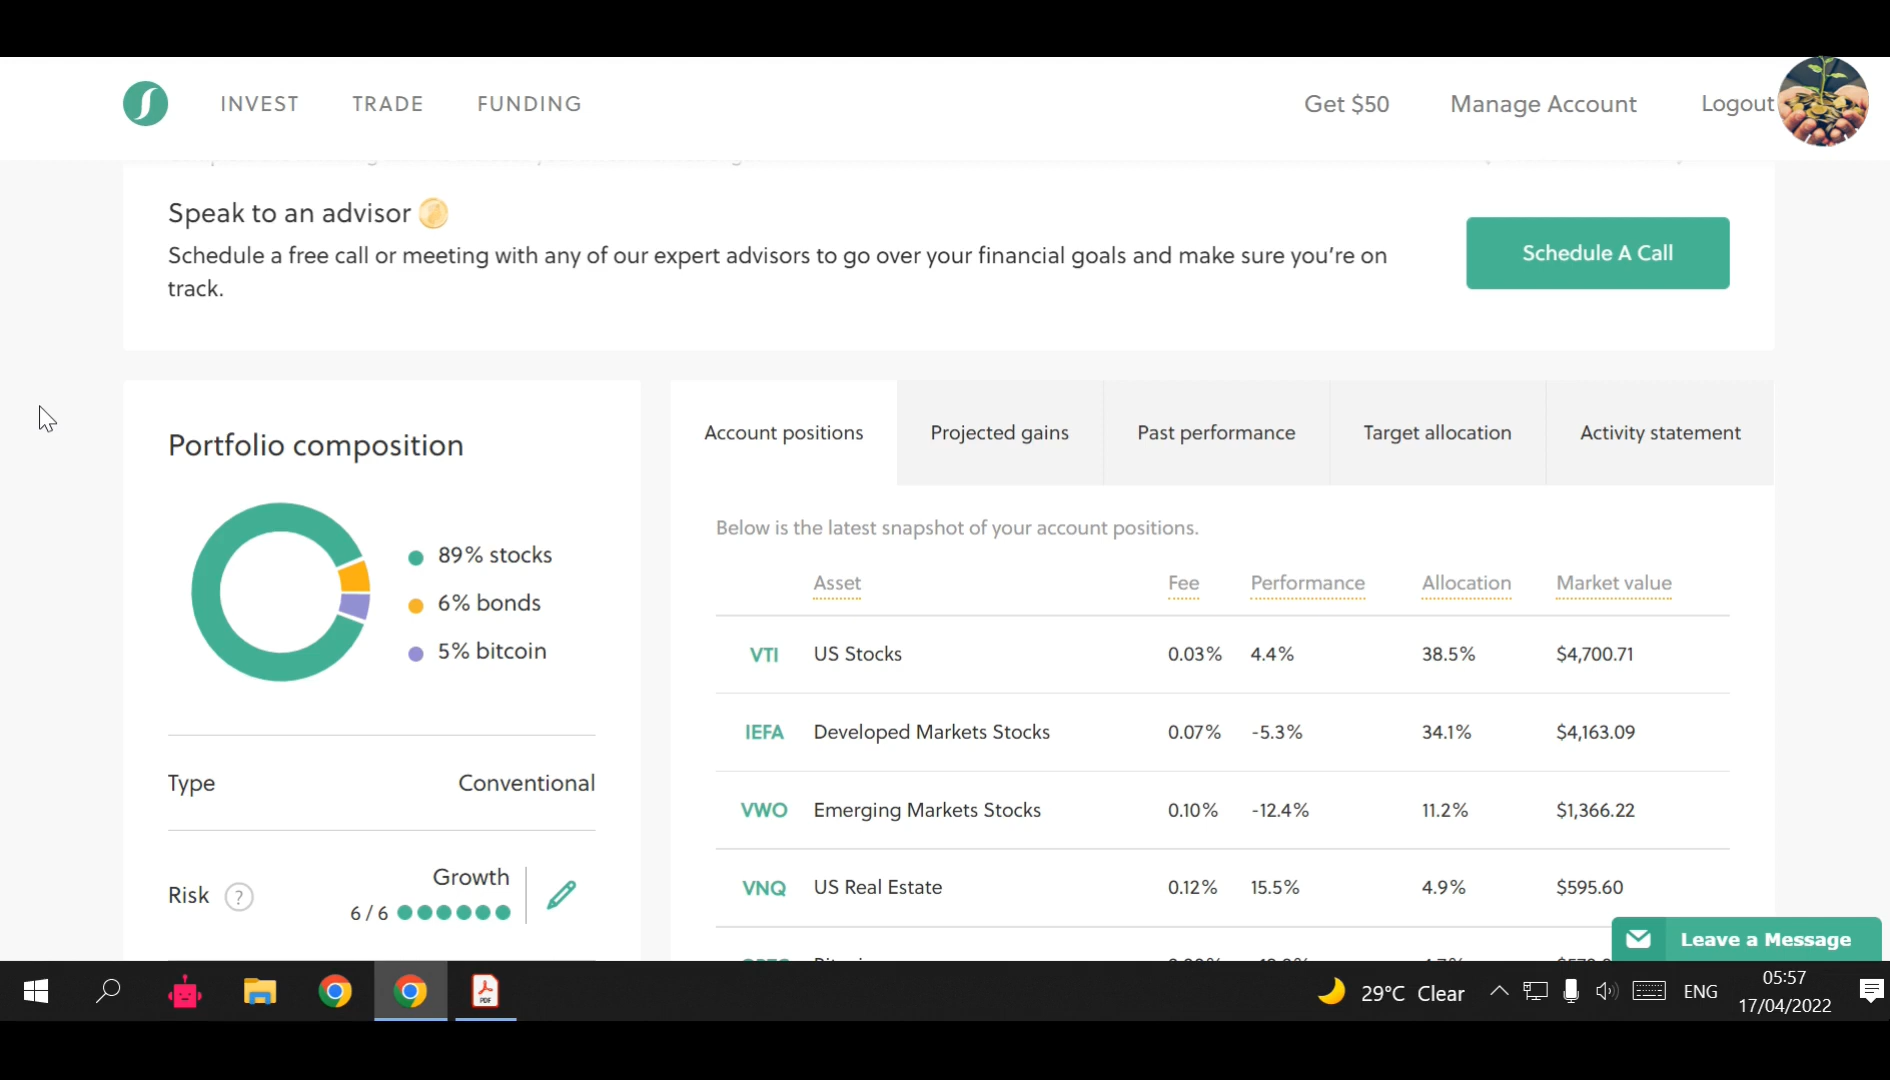 INVEST TRADE FUNDING Get $50 Manage Account Logout
Speak to an advisor
Schedule a free call or meeting with any of our expert advisors to go over your financial goals and make sure you're on
track.
Schedule A Call
Portfolio composition
89% stocks
6% bonds
5% bitcoin
Type Conventional
Risk ? Growth
6 / 6
Account positions Projected gains Past performance Target allocation Activity statement
Below is the latest snapshot of your account positions.
Asset Fee Performance Allocation Market value
VTI US Stocks 0.03% 4.4% 38.5% $4,700.71
IEFA Developed Markets Stocks 0.07% -5.3% 34.1% $4,163.09
VWO Emerging Markets Stocks 0.10% -12.4% 11.2% $1,366.22
VNQ US Real Estate 0.12% 15.5% 4.9% $595.60
Leave a Message
PDF
29°C Clear
ENG
05:57
17/04/2022